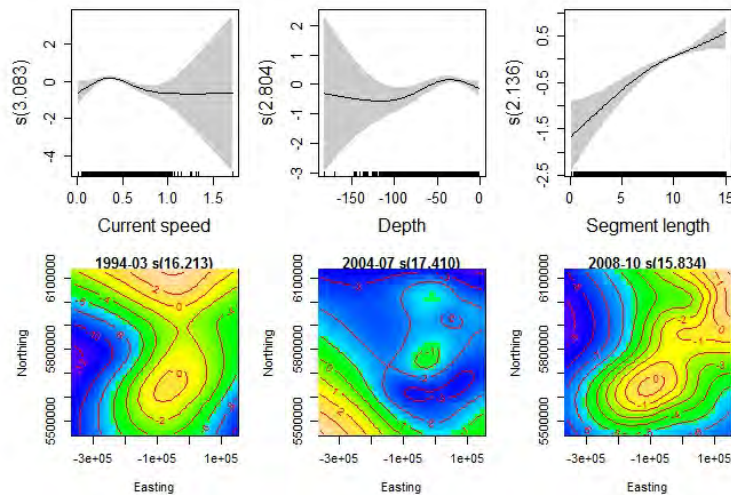 s(3.083)
2
0
-2
-4
0.0 0.5 1.0 1.5
Current speed
s(2.804)
2
1
0
-1
-2
-3
-150 -100 -50 0
Depth
s(2.136)
0.5
-0.5
-1.5
-2.5
0 5 10 15
Segment length
1994-03 s(16.213)
Northing
6100000
5800000
5500000
-3e+05 -1e+05 1e+05
Easting
2004-07 s(17.410)
Northing
6100000
5800000
5500000
-3e+05 -1e+05 1e+05
Easting
2008-10 s(15.834)
Northing
6100000
5800000
5500000
-3e+05 -1e+05 1e+05
Easting